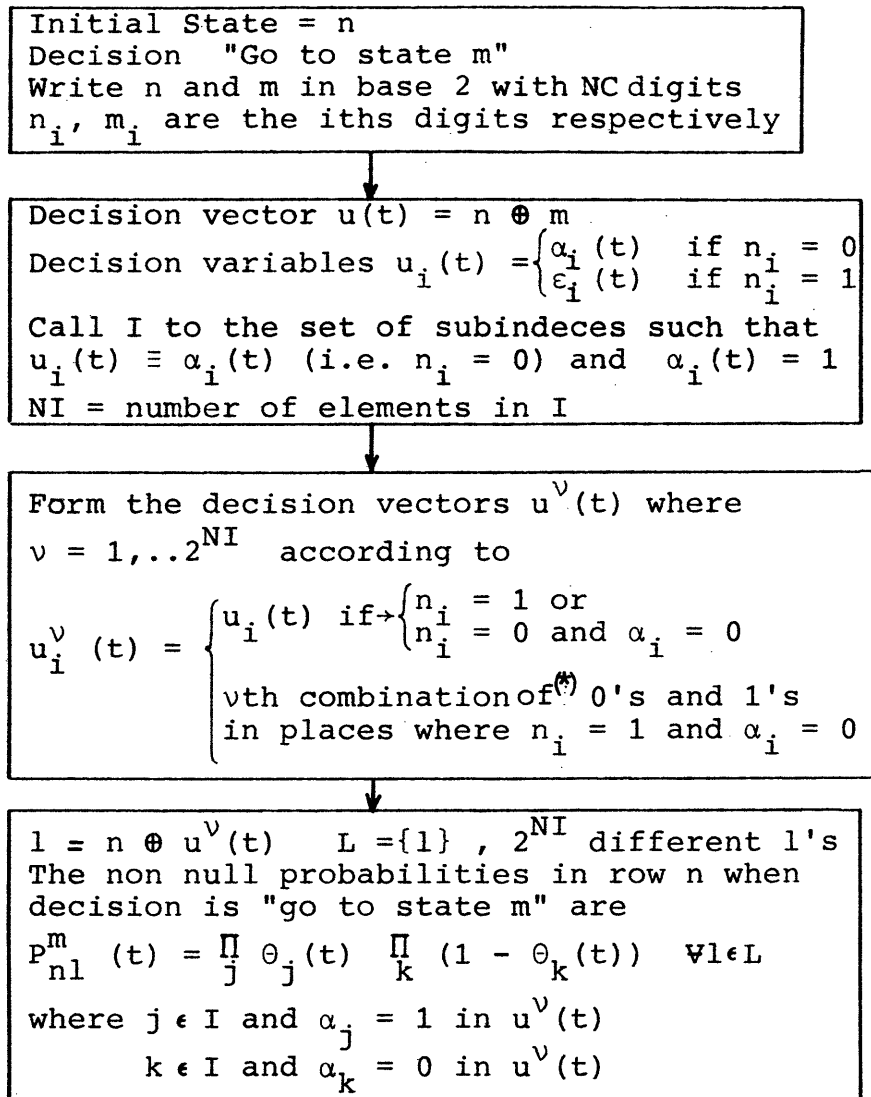 Initial State = n
Decision "Go to state m"
Write n and m in base 2 with NC digits
n_i, m_i are the iths digits respectively
Decision vector u(t) = n ⊕ m
Decision variables u_i(t) = { α_i(t) if n_i = 0
ε_i(t) if n_i = 1
Call I to the set of subindeces such that
u_i(t) ≡ α_i(t) (i.e. n_i = 0) and α_i(t) = 1
NI = number of elements in I
Form the decision vectors u^ν(t) where
ν = 1,..2^NI according to
u_i^ν (t) = { u_i(t) if→ { n_i = 1 or
n_i = 0 and α_i = 0
νth combination of (*) 0's and 1's
in places where n_i = 1 and α_i = 0
l = n ⊕ u^ν(t) L ={l} , 2^NI different l's
The non null probabilities in row n when
decision is "go to state m" are
P_nl^m (t) = ∏_j θ_j(t) ∏_k (1 - θ_k(t)) ∀lϵL
where j ϵ I and α_j = 1 in u^ν(t)
k ϵ I and α_k = 0 in u^ν(t)